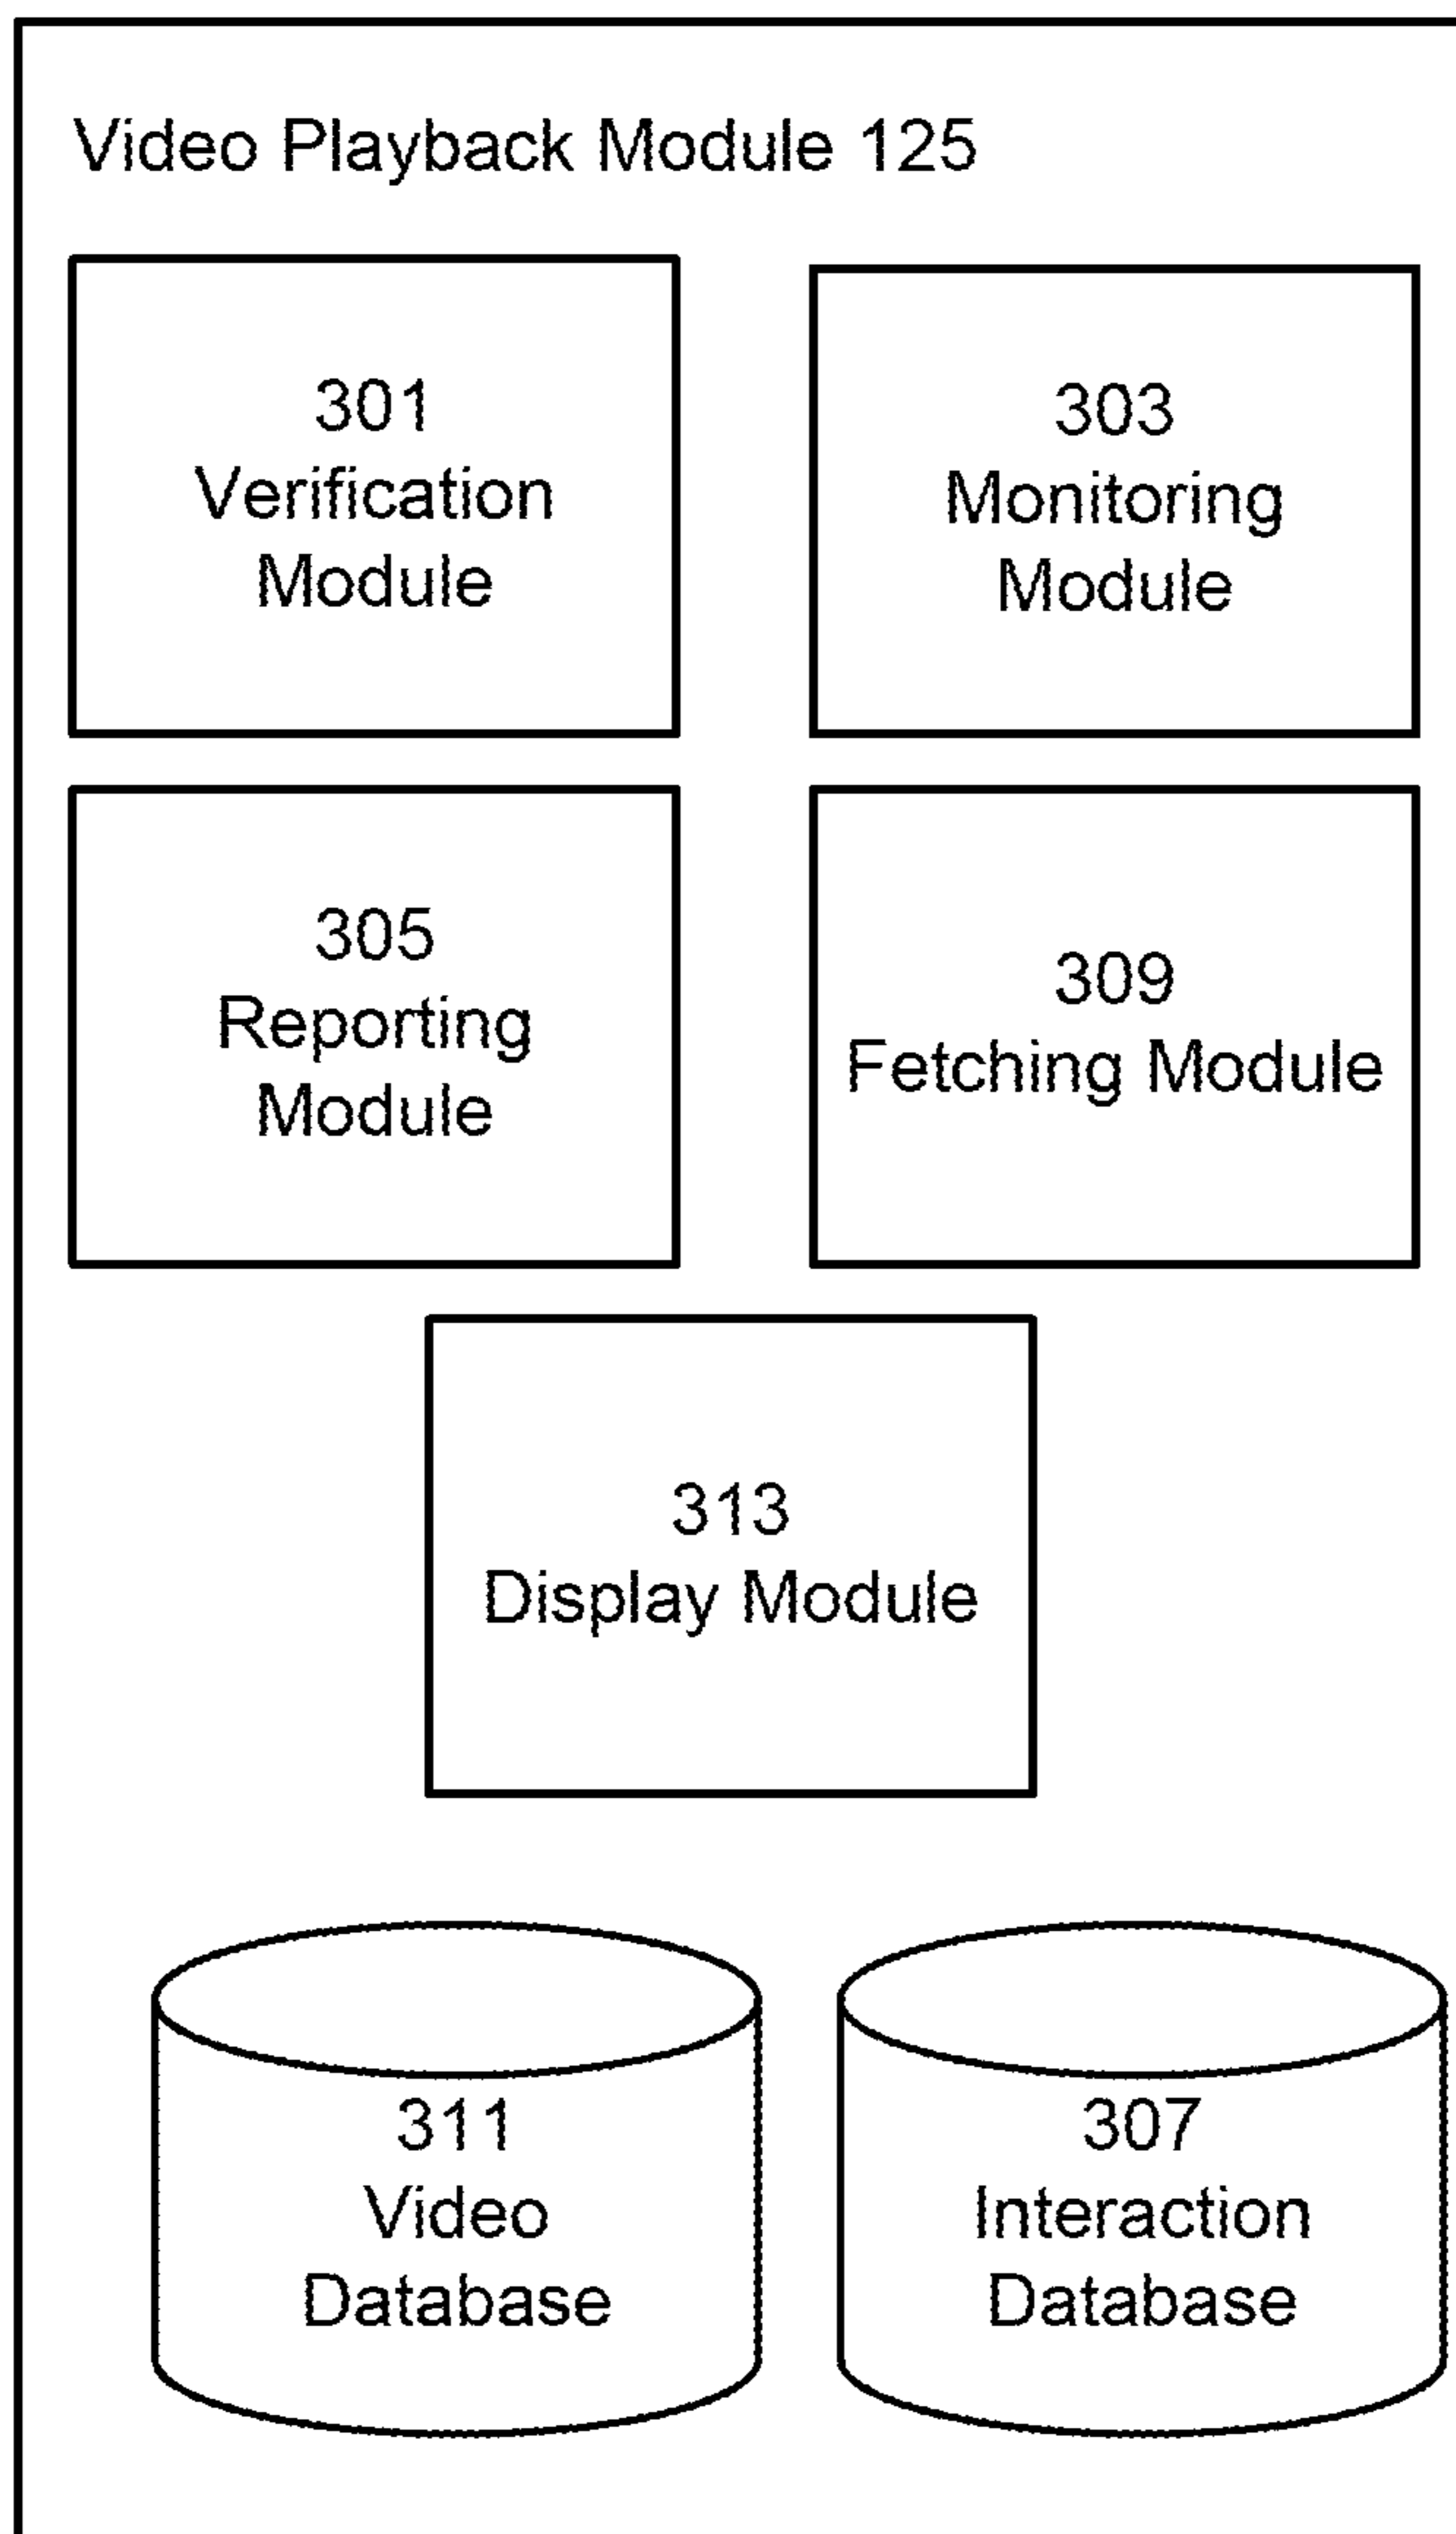 Video Playback Module 125
301
Verification
Module
303
Monitoring
Module
305
Reporting
Module
309
Fetching Module
313
Display Module
311
Video
Database
307
Interaction
Database